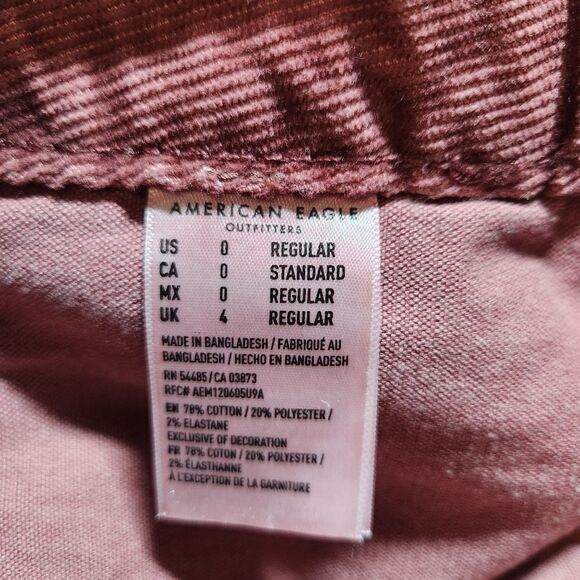 AMERICAN EAGLE
OUTFITTERS
US 0 REGULAR
CA 0 STANDARD
MX 0 REGULAR
UK 4 REGULAR
MADE IN BANGLADESH / FABRIQUÉ AU
BANGLADESH / HECHO EN BANGLADESH
RN 54485 / CA 03873
RFC# AEM120605U9A
EN 78% COTTON / 20% POLYESTER /
2% ELASTANE
EXCLUSIVE OF DECORATION
FR 78% COTON / 20% POLYESTER /
2% ÉLASTHANNE
À L'EXCEPTION DE LA GARNITURE